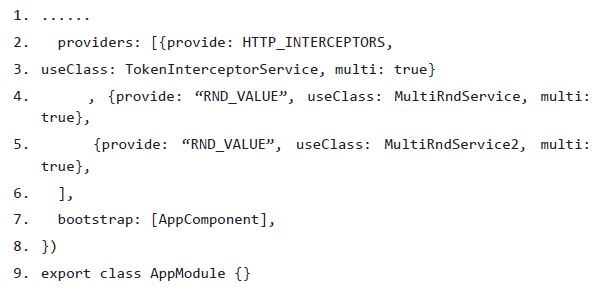 1. ......
2. providers: [{provide: HTTP_INTERCEPTORS,
3. useClass: TokenInterceptorService, multi: true}
4. , {provide: “RND_VALUE”, useClass: MultiRndService, multi:
true},
5. {provide: “RND_VALUE”, useClass: MultiRndService2, multi:
true},
6. ],
7. bootstrap: [AppComponent],
8. })
9. export class AppModule {}